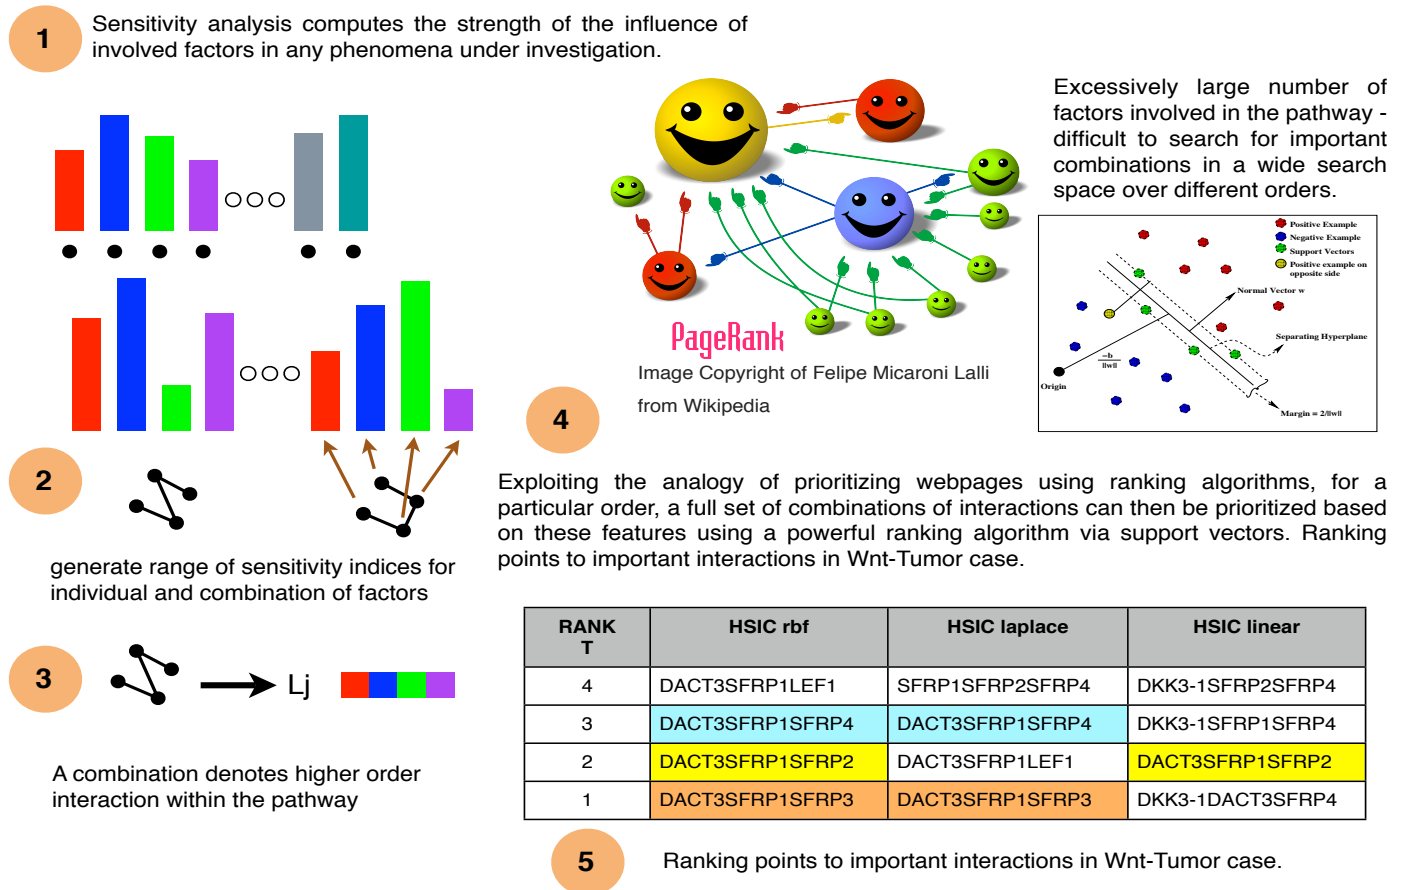 1
Sensitivity analysis computes the strength of the influence of
involved factors in any phenomena under investigation.
2
generate range of sensitivity indices for
individual and combination of factors
3
Lj
A combination denotes higher order
interaction within the pathway
PageRank
Image Copyright of Felipe Micaroni Lalli
from Wikipedia
4
Excessively large number of
factors involved in the pathway -
difficult to search for important
combinations in a wide search
space over different orders.
Positive Example
Negative Example
Support Vectors
Positive example on
opposite side
Normal Vector w
Separating Hyperplane
−b
||w||
Origin
Margin = 2/||w||
Exploiting the analogy of prioritizing webpages using ranking algorithms, for a
particular order, a full set of combinations of interactions can then be prioritized based
on these features using a powerful ranking algorithm via support vectors. Ranking
points to important interactions in Wnt-Tumor case.
RANK T HSIC rbf HSIC laplace HSIC linear
4 DACT3SFRP1LEF1 SFRP1SFRP2SFRP4 DKK3-1SFRP2SFRP4
3 DACT3SFRP1SFRP4 DACT3SFRP1SFRP4 DKK3-1SFRP1SFRP4
2 DACT3SFRP1SFRP2 DACT3SFRP1LEF1 DACT3SFRP1SFRP2
1 DACT3SFRP1SFRP3 DACT3SFRP1SFRP3 DKK3-1DACT3SFRP4
5
Ranking points to important interactions in Wnt-Tumor case.